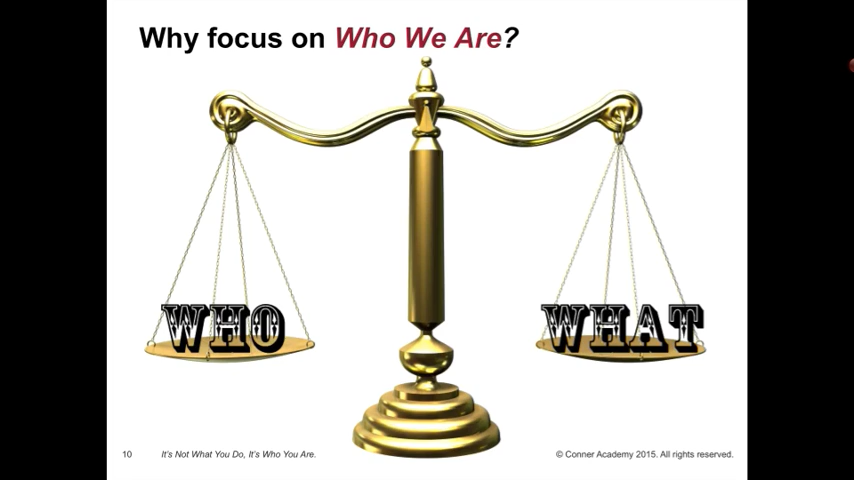 Why focus on Who We Are?
WHO
WHAT
10
It's Not What You Do, It's Who You Are.
© Conner Academy 2015. All rights reserved.